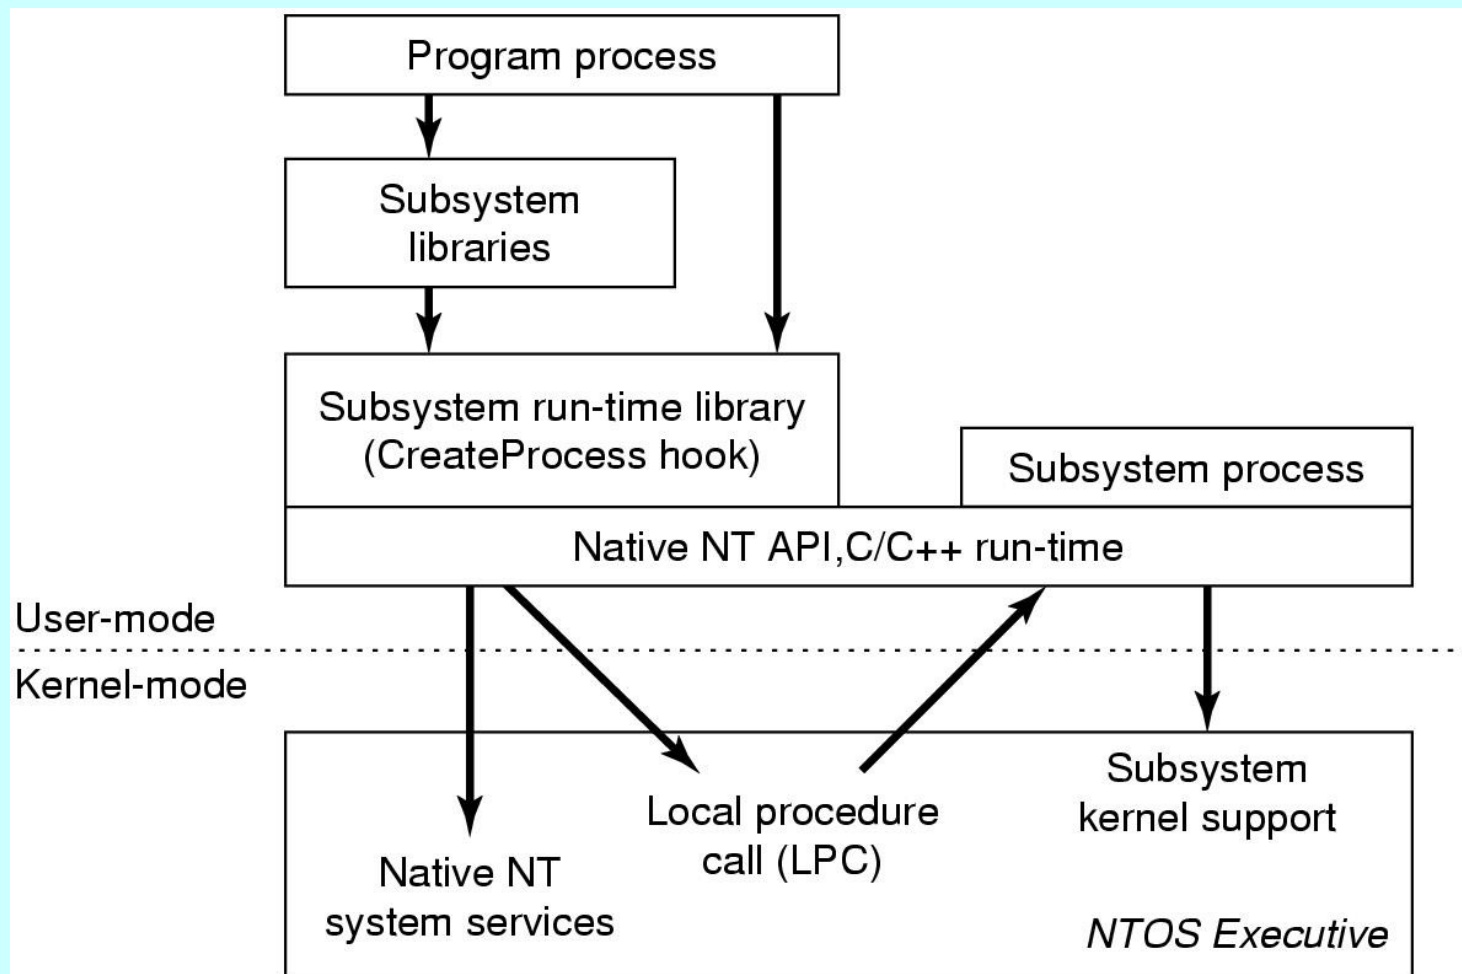 Program process
Subsystem
libraries
Subsystem run-time library
(CreateProcess hook)
Subsystem process
Native NT API,C/C++ run-time
User-mode
Kernel-mode
Subsystem
kernel support
Local procedure
call (LPC)
Native NT
system services
NTOS Executive